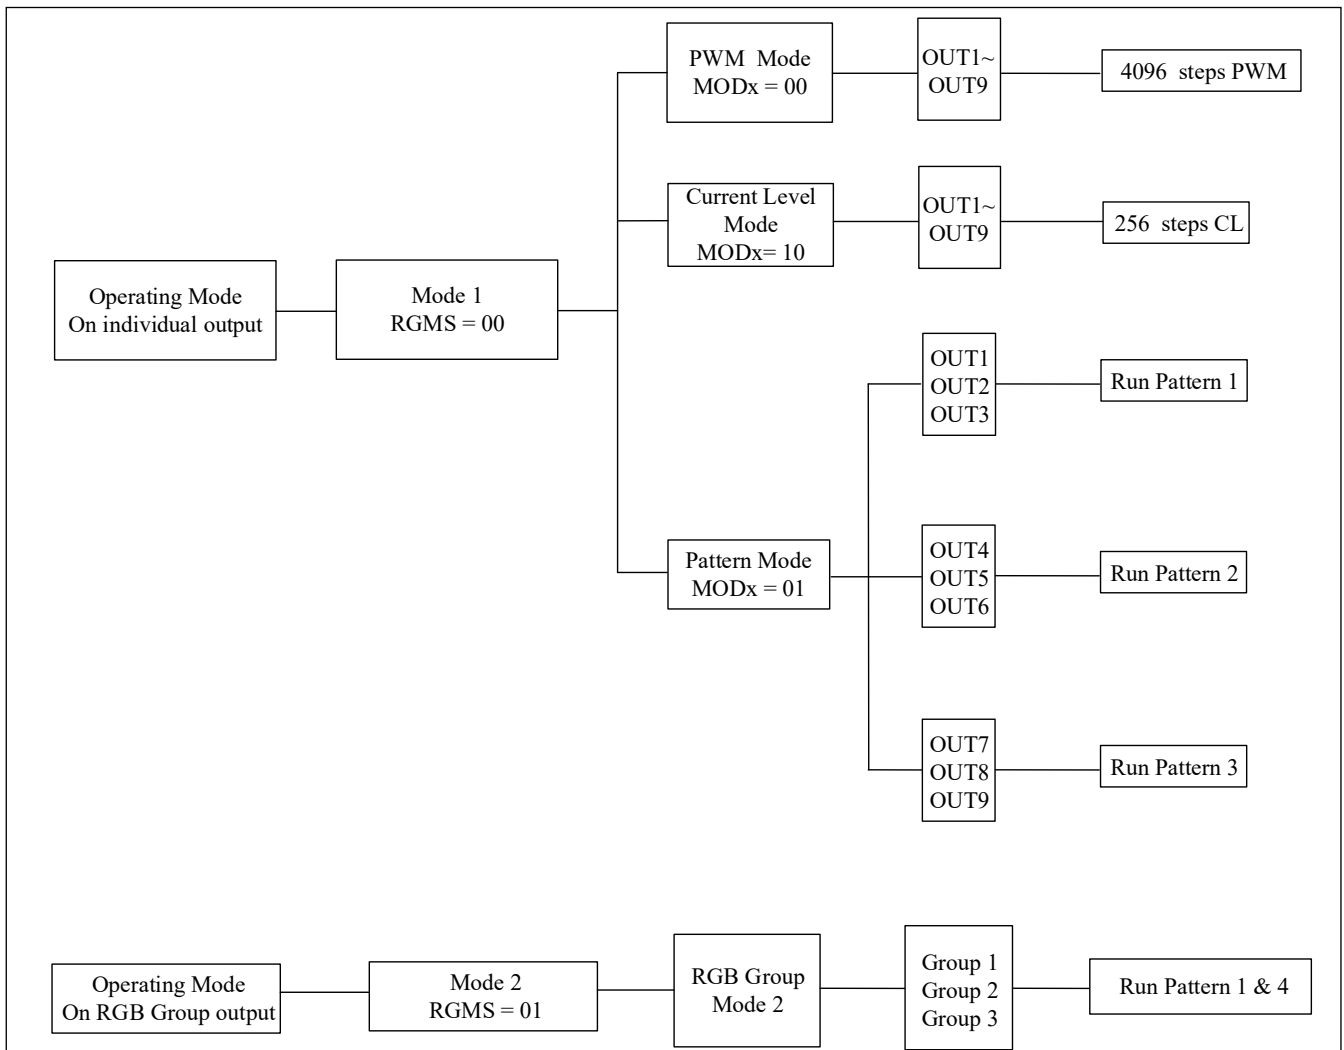 PWM  Mode
MODx = 00
OUT1~
OUT9
4096  steps PWM
Current Level
Mode
MODx= 10
OUT1~
OUT9
256  steps CL
Operating Mode
On individual output
Mode 1
RGMS = 00
OUT1
OUT2
OUT3
Run Pattern 1
Pattern Mode
MODx = 01
OUT4
OUT5
OUT6
Run Pattern 2
OUT7
OUT8
OUT9
Run Pattern 3
Operating Mode
On RGB Group output
Mode 2
RGMS = 01
RGB Group
Mode 2
Group 1
Group 2
Group 3
Run Pattern 1 & 4